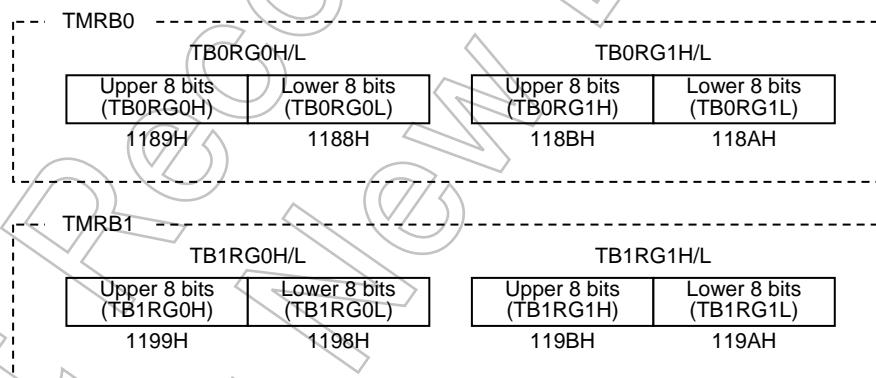 TMRB0
TB0RG0H/L TB0RG1H/L
Upper 8 bits Lower 8 bits Upper 8 bits Lower 8 bits
(TB0RG0H) (TB0RG0L) (TB0RG1H) (TB0RG1L)
1189H 1188H 118BH 118AH
TMRB1
TB1RG0H/L TB1RG1H/L
Upper 8 bits Lower 8 bits Upper 8 bits Lower 8 bits
(TB1RG0H) (TB1RG0L) (TB1RG1H) (TB1RG1L)
1199H 1198H 119BH 119AH